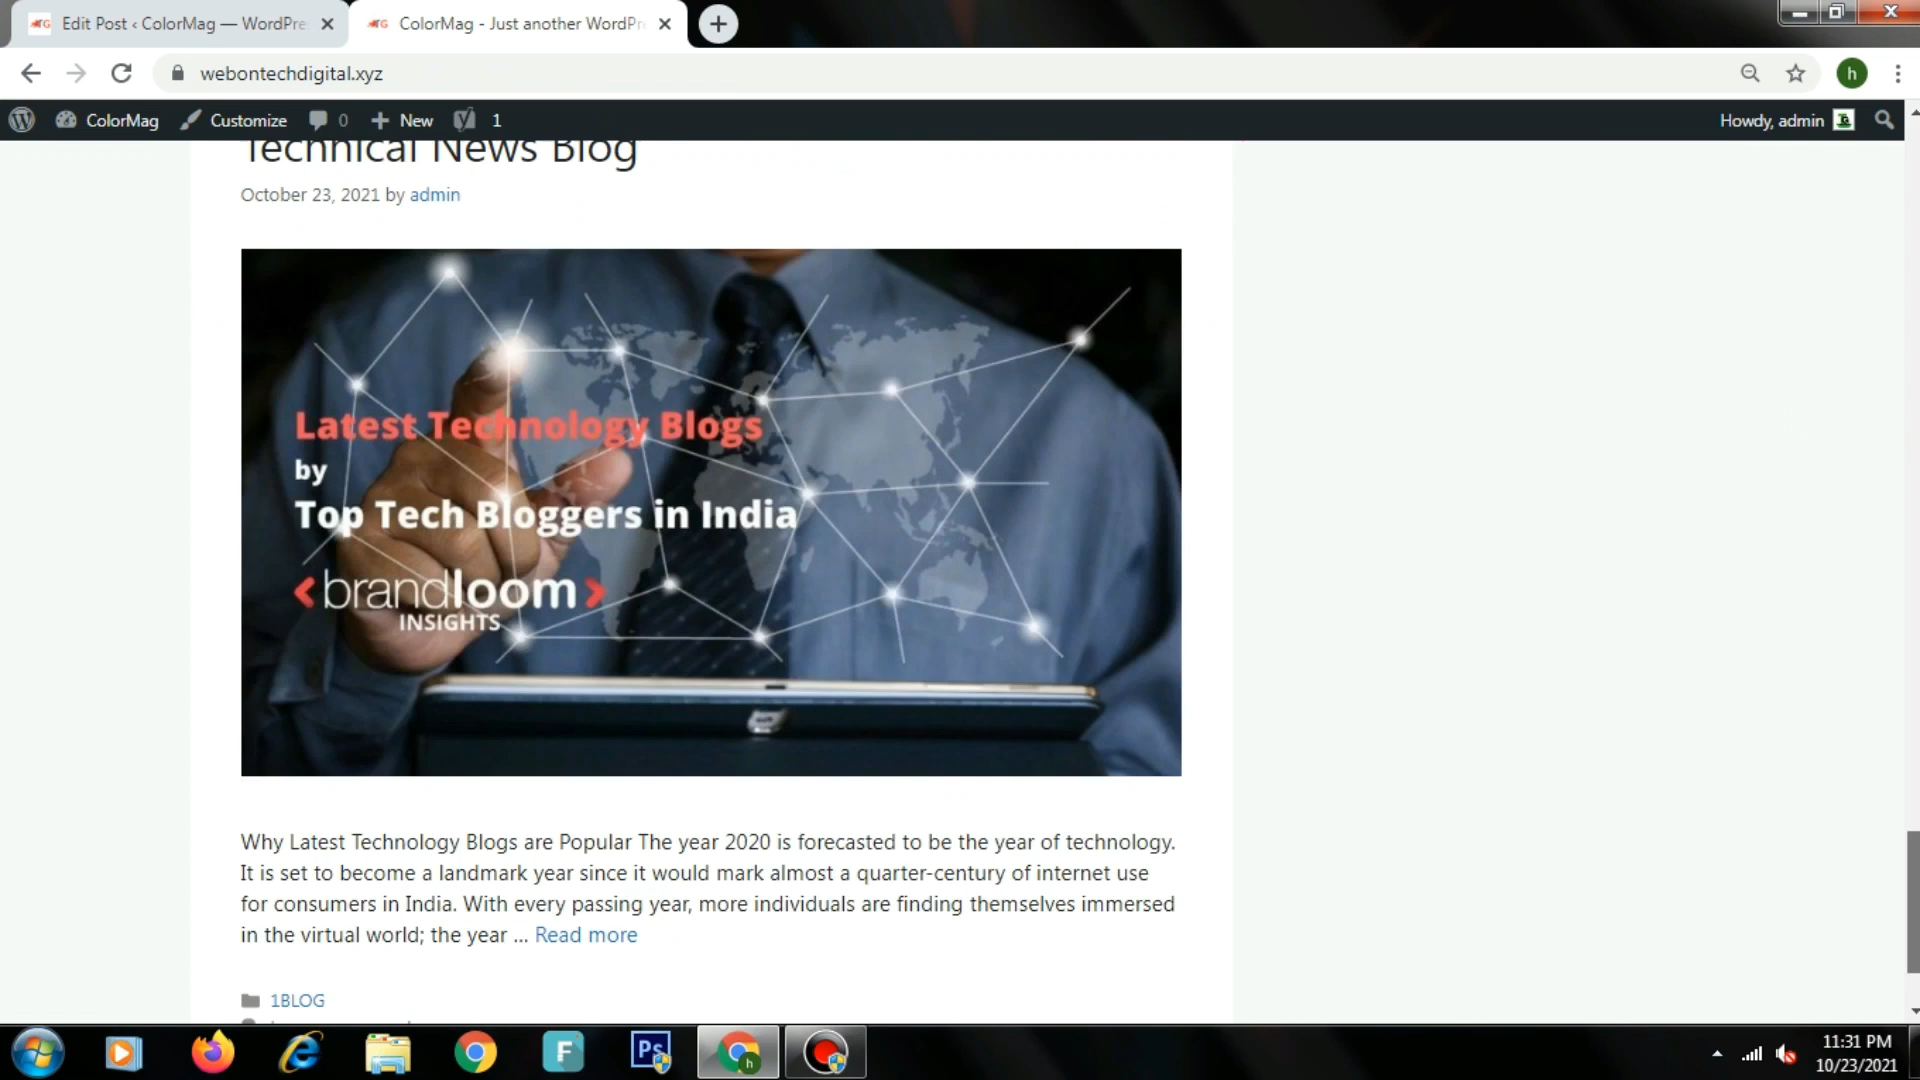 Edit Post ‹ ColorMag — WordPre
ColorMag - Just another WordPr
webontechdigital.xyz
h
ColorMag
Customize
0
New
1
Howdy, admin
Technical News Blog
October 23, 2021 by admin
Latest Technology Blogs
by
Top Tech Bloggers in India
<brandloom>
INSIGHTS
Why Latest Technology Blogs are Popular The year 2020 is forecasted to be the year of technology.
It is set to become a landmark year since it would mark almost a quarter-century of internet use
for consumers in India. With every passing year, more individuals are finding themselves immersed
in the virtual world; the year ... Read more
1BLOG
F
Ps
h
11:31 PM
10/23/2021